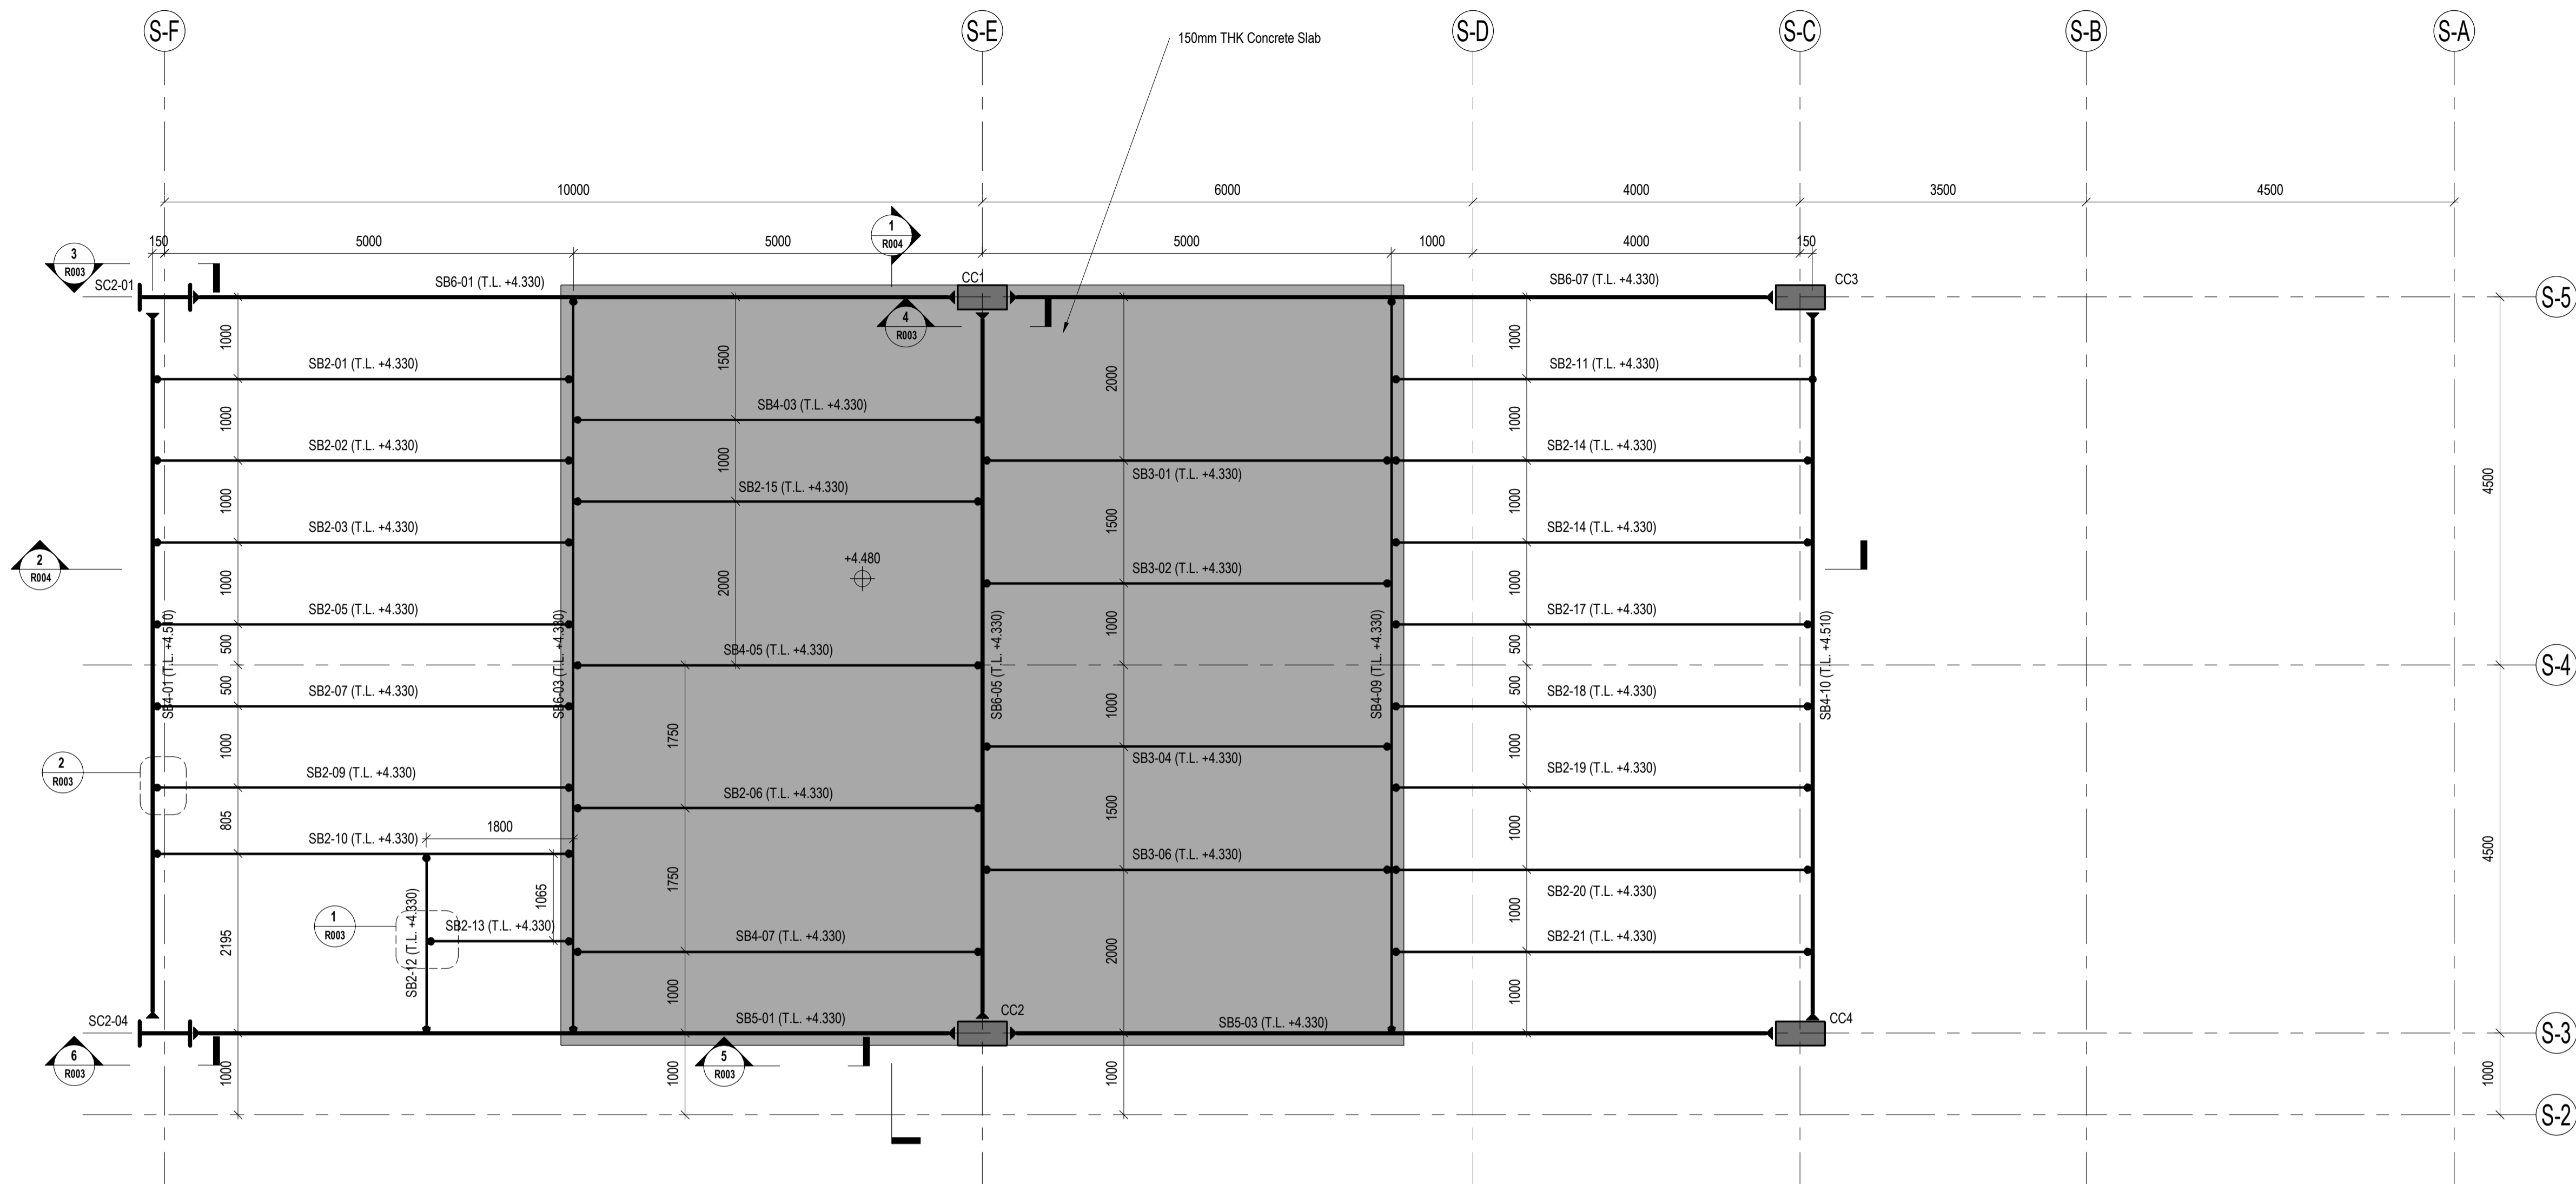 S-F
S-E
S-D
S-C
S-B
S-A
150mm THK Concrete Slab
10000
6000
4000
3500
4500
150
5000
5000
5000
1000
4000
150
1
R004
3
R003
SC2-01
SB6-01 (T.L. +4.330)
CC1
SB6-07 (T.L. +4.330)
CC3
S-5
4
R003
1000
1500
2000
1000
SB2-01 (T.L. +4.330)
SB2-11 (T.L. +4.330)
SB4-03 (T.L. +4.330)
1000
1000
SB2-02 (T.L. +4.330)
SB2-14 (T.L. +4.330)
1000
SB3-01 (T.L. +4.330)
SB2-15 (T.L. +4.330)
4500
1000
1500
1000
SB2-03 (T.L. +4.330)
SB2-14 (T.L. +4.330)
2
R004
+4.480
SB3-02 (T.L. +4.330)
1000
2000
1000
SB2-05 (T.L. +4.330)
SB2-17 (T.L. +4.330)
1000
500
500
SB4-01 (T.L. +4.510)
SB6-03 (T.L. +4.330)
SB4-05 (T.L. +4.330)
SB6-05 (T.L. +4.330)
SB4-09 (T.L. +4.330)
SB4-10 (T.L. +4.510)
S-4
500
SB2-07 (T.L. +4.330)
1000
500
SB2-18 (T.L. +4.330)
1000
1750
1000
2
R003
SB2-09 (T.L. +4.330)
SB3-04 (T.L. +4.330)
SB2-19 (T.L. +4.330)
SB2-06 (T.L. +4.330)
805
1500
1000
4500
1800
SB2-10 (T.L. +4.330)
SB3-06 (T.L. +4.330)
1065
1750
SB2-20 (T.L. +4.330)
1
R003
SB2-12 (T.L. +4.330)
SB2-13 (T.L. +4.330)
2195
SB4-07 (T.L. +4.330)
2000
1000
SB2-21 (T.L. +4.330)
1000
1000
SC2-04
SB5-01 (T.L. +4.330)
CC2
SB5-03 (T.L. +4.330)
CC4
S-3
6
R003
5
R003
1000
1000
1000
1000
S-2